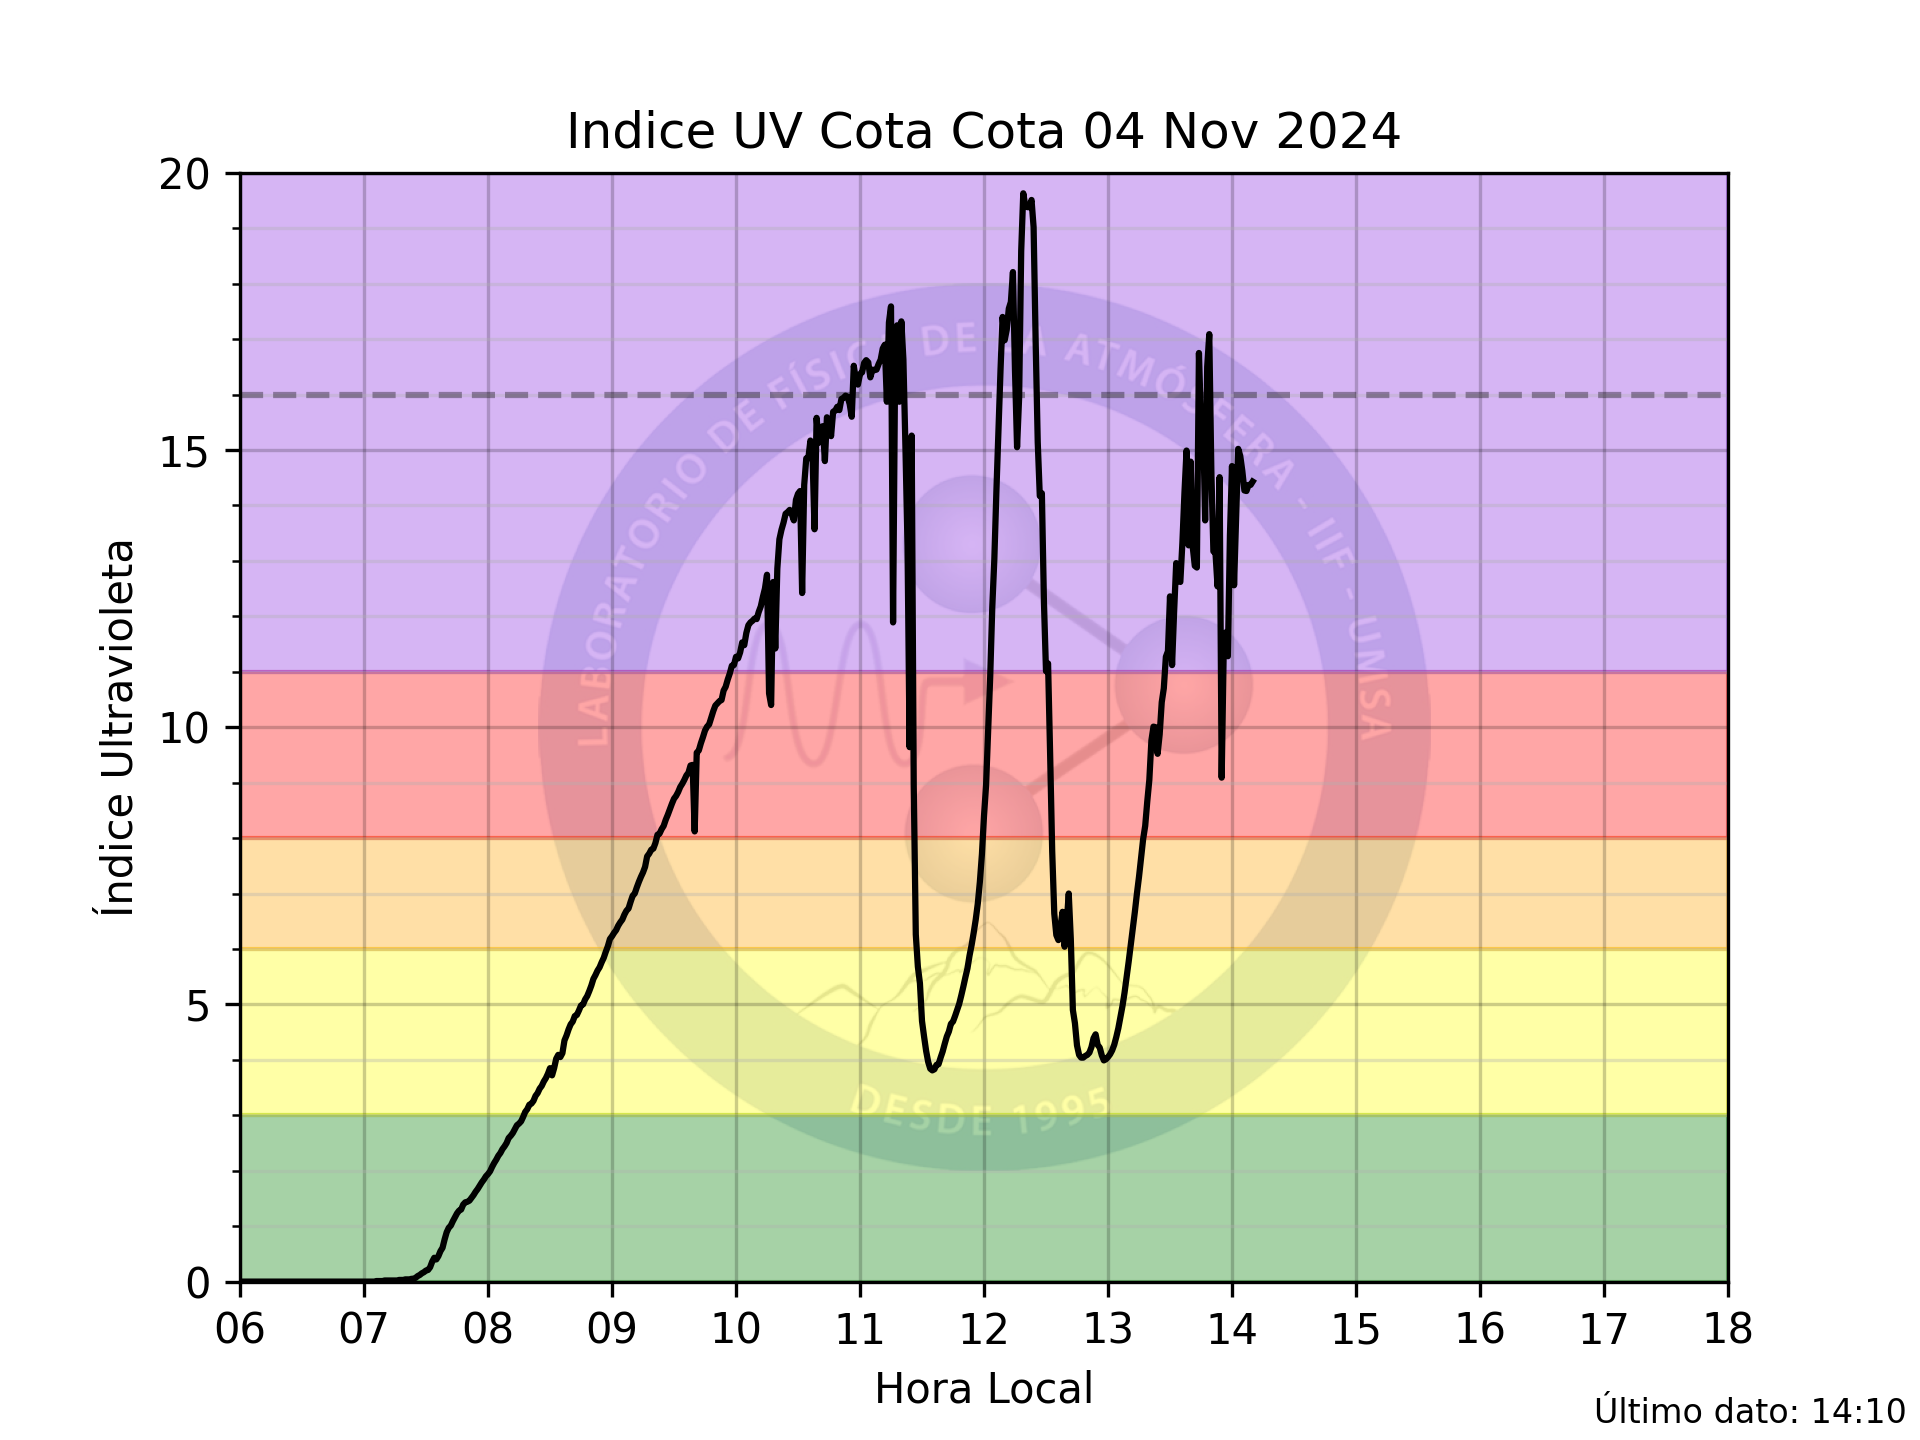 Indice UV Cota Cota 04 Nov 2024
20
15
10
5
0
Índice Ultravioleta
LABORATORIO DE FÍSICA DE LA ATMÓSFERA - IIF - UMSA
DESDE 1995
06 07 08 09 10 11 12 13 14 15 16 17 18
Hora Local
Último dato: 14:10